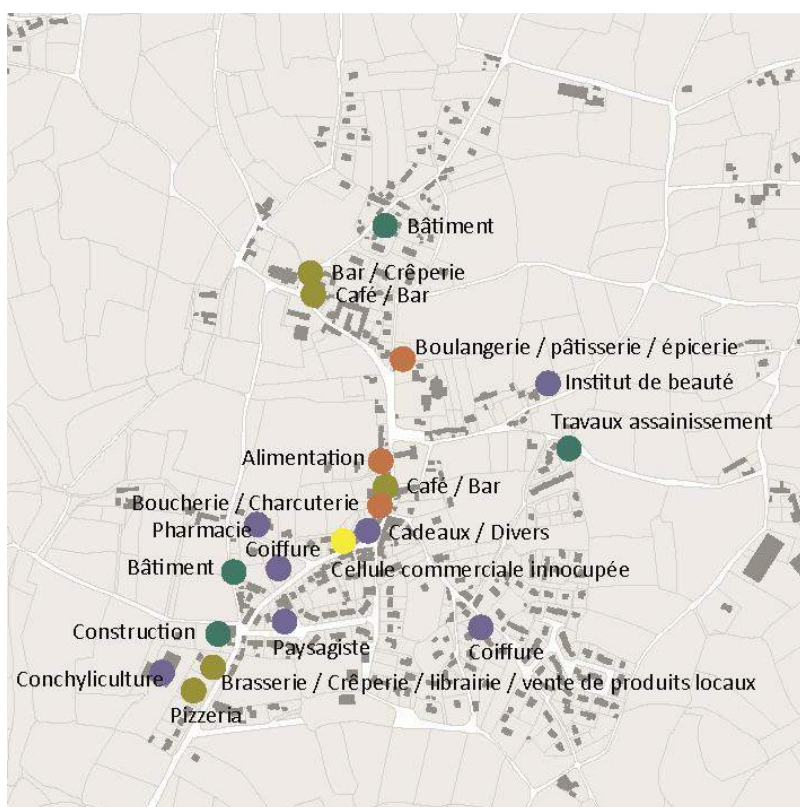 Bâtiment
Bar / Crêperie
Café / Bar
Boulangerie / pâtisserie / épicerie
Institut de beauté
Travaux assainissement
Alimentation
Café / Bar
Boucherie / Charcuterie
Pharmacie
Cadeaux / Divers
Coiffure
Cellule commerciale innocupée
Bâtiment
Construction
Paysagiste
Coiffure
Conchyliculture
Brasserie / Crêperie / librairie / vente de produits locaux
Pizzeria